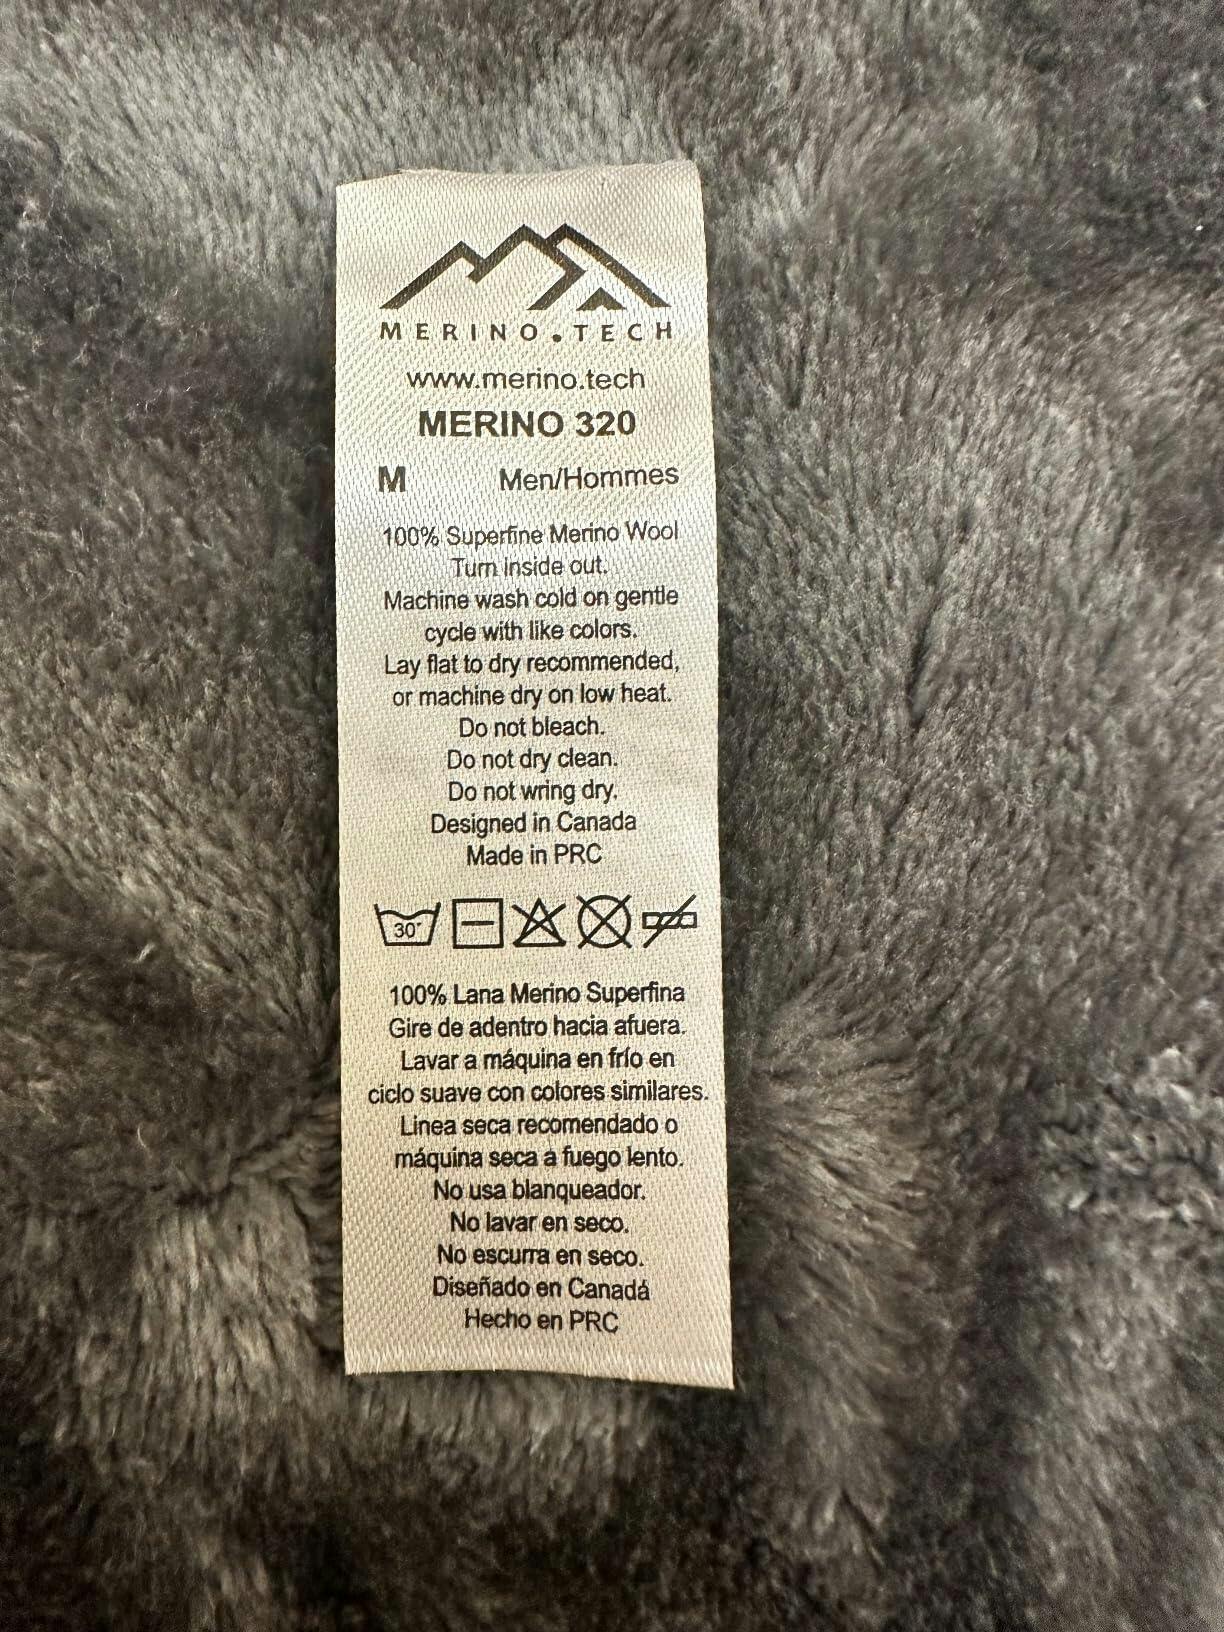 MERINO.TECH
www.merino.tech
MERINO 320
M Men/Hommes
100% Superfine Merino Wool
Turn inside out.
Machine wash cold on gentle
cycle with like colors.
Lay flat to dry recommended,
or machine dry on low heat.
Do not bleach.
Do not dry clean.
Do not wring dry.
Designed in Canada
Made in PRC
30°
100% Lana Merino Superfina
Gire de adentro hacia afuera.
Lavar a máquina en frío en
ciclo suave con colores similares.
Linea seca recomendado o
máquina seca a fuego lento.
No usa blanqueador.
No lavar en seco.
No escurra en seco.
Diseñado en Canadá
Hecho en PRC